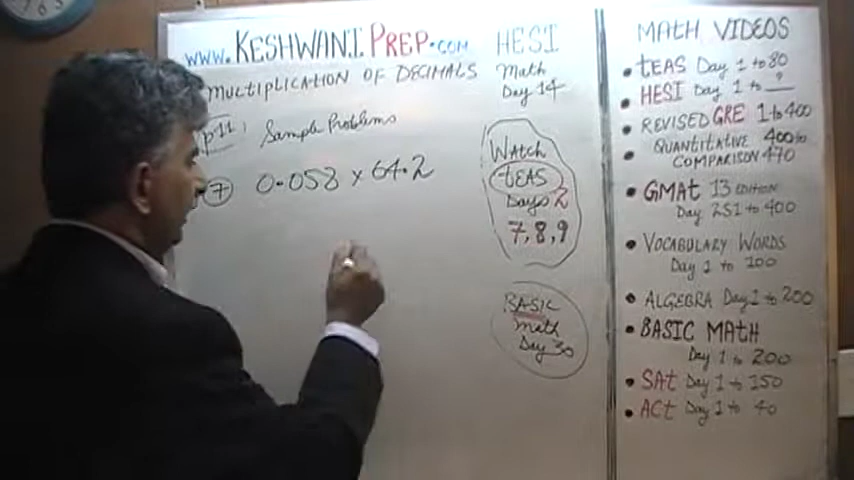 www.KESHWANIPREP.COM
MULTIPLICATION OF DECIMALS
p.11: Sample Problems
7 0.058 x 64.2
HESI
Math
Day 14
WATCH
tEAS
Days 2
7,8,9
BASIC
math
Day 30
MATH VIDEOS
• tEAS Day 1 to 80
• HESI Day 1 to ?
• REVISED GRE 1 to 400
• QUANTITATIVE 400 to
COMPARISON 470
• GMAt 13 EDITION
Day 251 to 400
• VOCABULARY WORDS
Day 1 to 100
• ALGEBRA Day 1 to 200
• BASIC MATH
Day 1 to 200
• SAt Day 1 to 150
• ACt Day 1 to 40